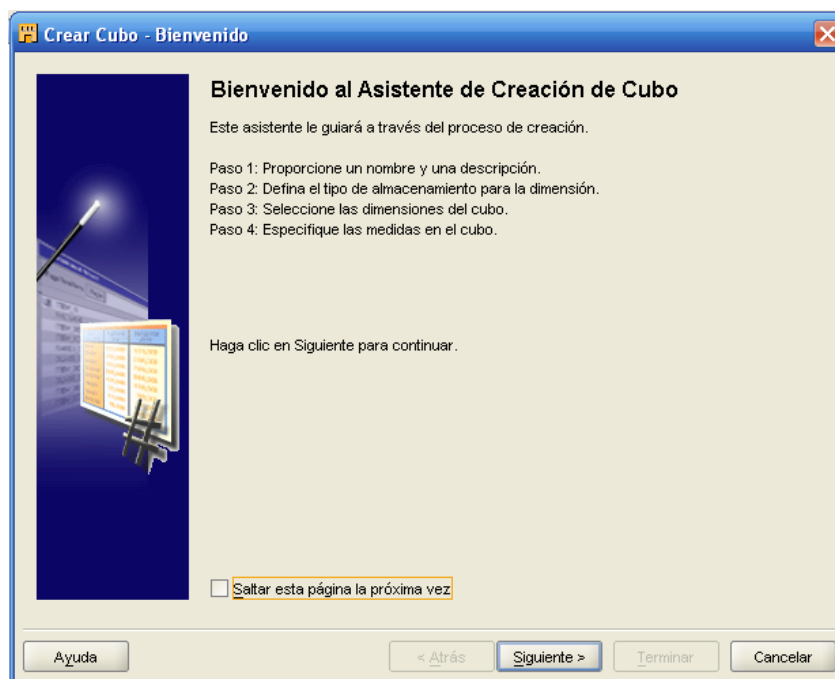 Crear Cubo - Bienvenido
Bienvenido al Asistente de Creación de Cubo
Este asistente le guiará a través del proceso de creación.
Paso 1: Proporcione un nombre y una descripción.
Paso 2: Defina el tipo de almacenamiento para la dimensión.
Paso 3: Seleccione las dimensiones del cubo.
Paso 4: Especifique las medidas en el cubo.
Haga clic en Siguiente para continuar.
Saltar esta página la próxima vez
Ayuda
< Atrás
Siguiente >
Terminar
Cancelar